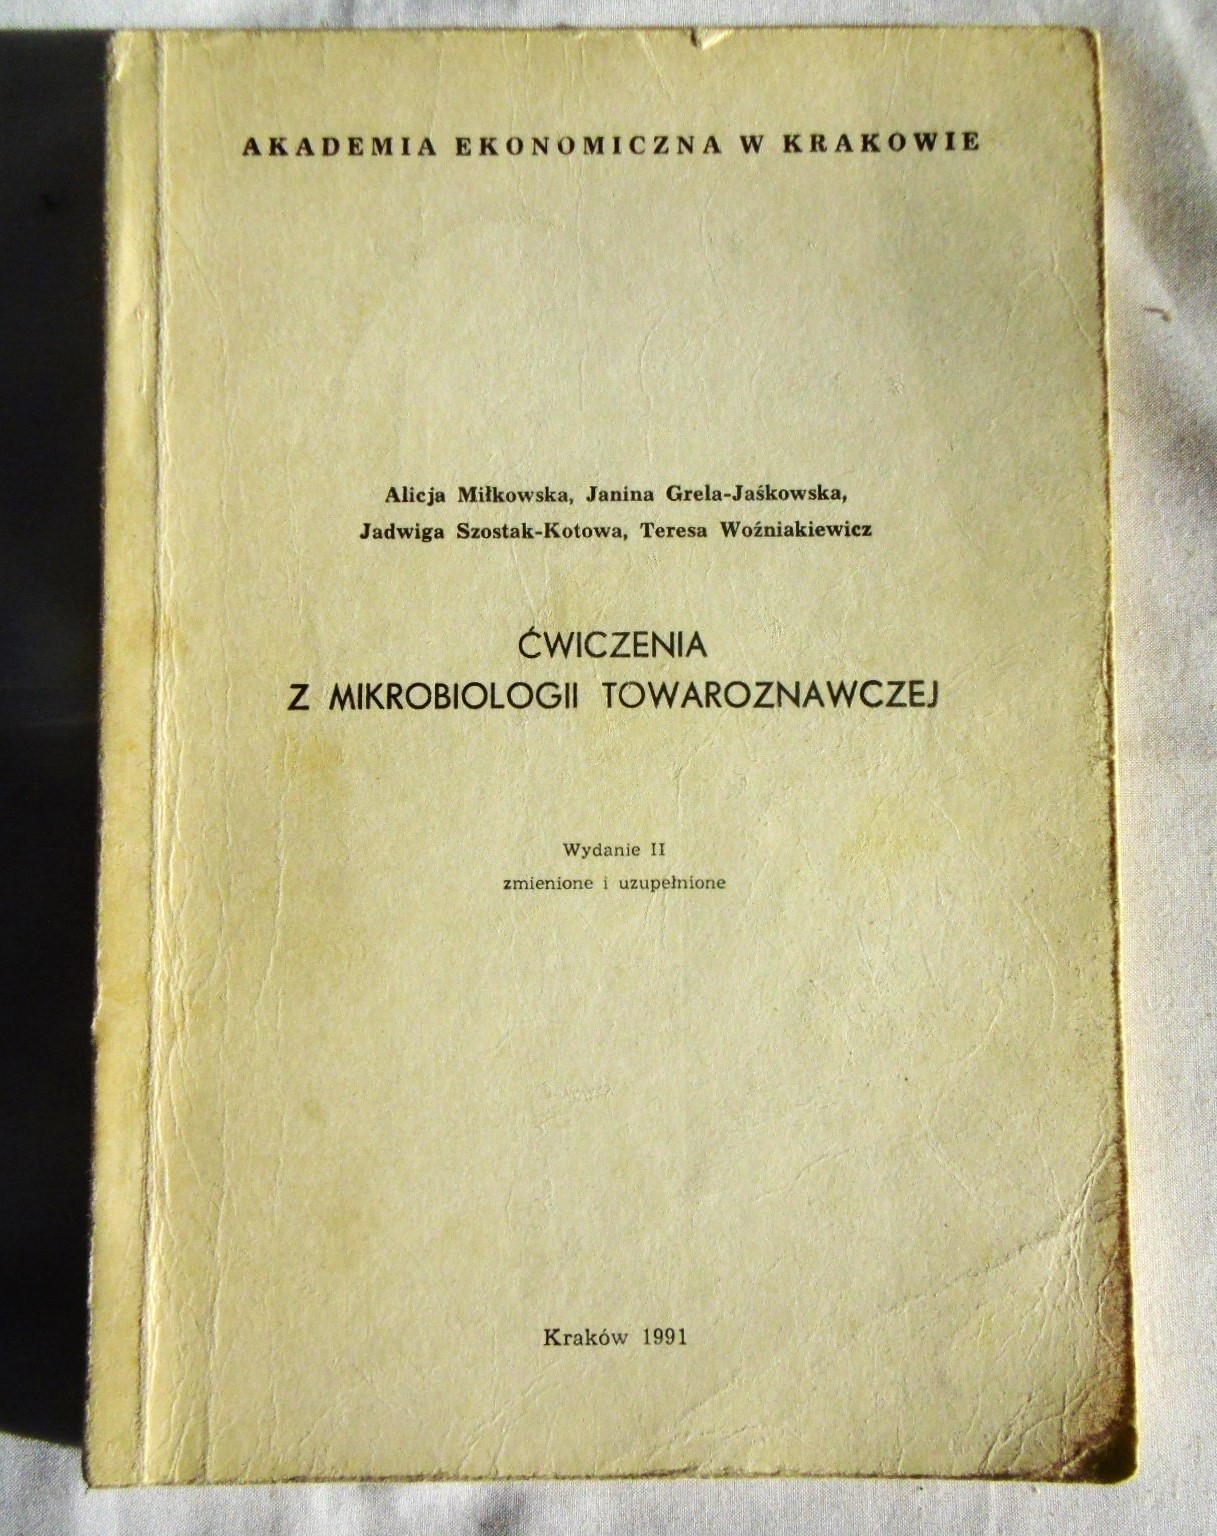 AKADEMIA EKONOMICZNA W KRAKOWIE
Alicja Miłkowska, Janina Grela-Jaśkowska,
Jadwiga Szostak-Kotowa, Teresa Woźniakiewicz
ĆWICZENIA
Z MIKROBIOLOGII TOWAROZNAWCZEJ
Wydanie II
zmienione i uzupełnione
Kraków 1991